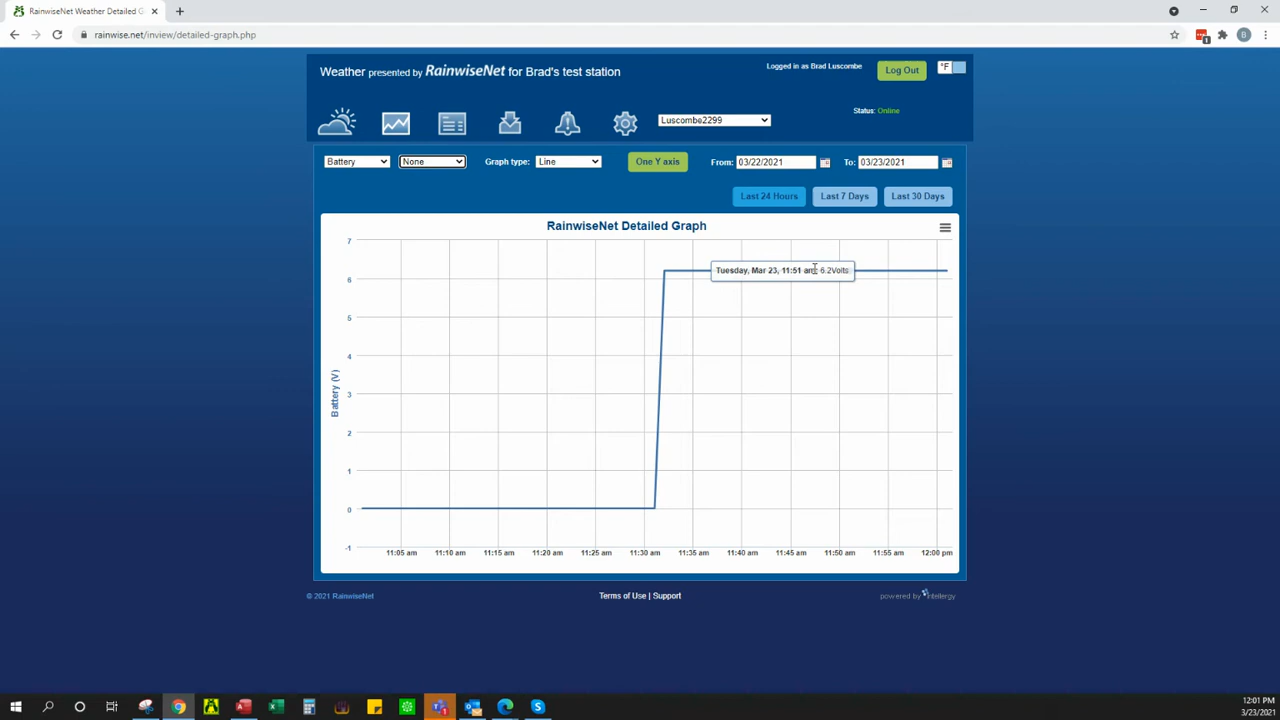 RainwiseNet Weather Detailed G
rainwise.net/inview/detailed-graph.php
Weather presented by RainwiseNet for Brad's test station
Logged in as Brad Luscombe
Log Out
°F
Status: Online
Luscombe2299
Battery
None
Graph type:
Line
One Y axis
From:
03/22/2021
To:
03/23/2021
Last 24 Hours
Last 7 Days
Last 30 Days
RainwiseNet Detailed Graph
7
6
5
4
3
2
1
0
-1
Battery (V)
Tuesday, Mar 23, 11:51 am 6.2Volts
11:05 am
11:10 am
11:15 am
11:20 am
11:25 am
11:30 am
11:35 am
11:40 am
11:45 am
11:50 am
11:55 am
12:00 pm
© 2021 RainwiseNet
Terms of Use | Support
powered by Intellergy
12:01 PM
3/23/2021